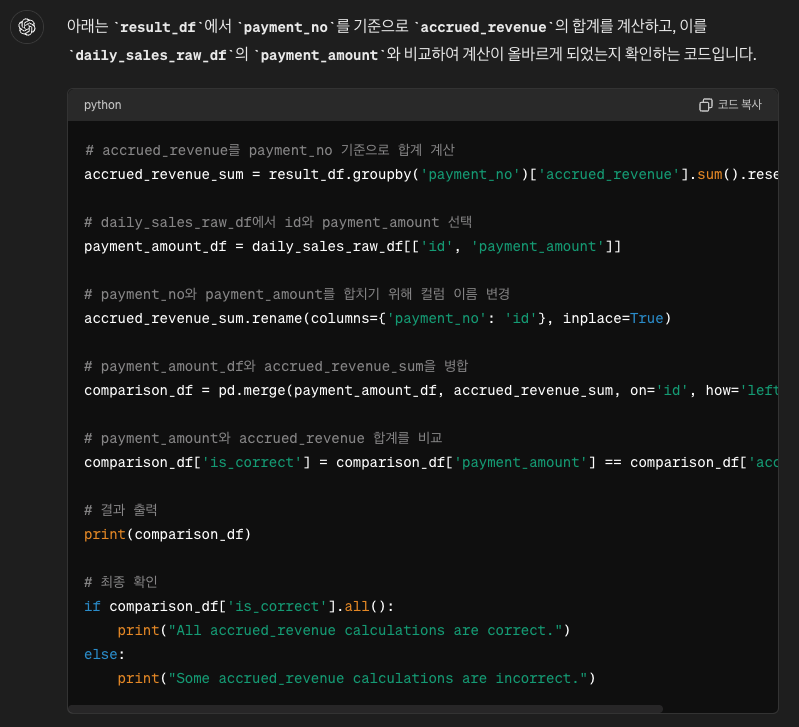 아래는 `result_df`에서 `payment_no`를 기준으로 `accrued_revenue`의 합계를 계산하고, 이를
`daily_sales_raw_df`의 `payment_amount`와 비교하여 계산이 올바르게 되었는지 확인하는 코드입니다.
python
코드 복사
# accrued_revenue를 payment_no 기준으로 합계 계산
accrued_revenue_sum = result_df.groupby('payment_no')['accrued_revenue'].sum().rese
# daily_sales_raw_df에서 id와 payment_amount 선택
payment_amount_df = daily_sales_raw_df[['id', 'payment_amount']]
# payment_no와 payment_amount를 합치기 위해 컬럼 이름 변경
accrued_revenue_sum.rename(columns={'payment_no': 'id'}, inplace=True)
# payment_amount_df와 accrued_revenue_sum을 병합
comparison_df = pd.merge(payment_amount_df, accrued_revenue_sum, on='id', how='left
# payment_amount와 accrued_revenue 합계를 비교
comparison_df['is_correct'] = comparison_df['payment_amount'] == comparison_df['acc
# 결과 출력
print(comparison_df)
# 최종 확인
if comparison_df['is_correct'].all():
    print("All accrued_revenue calculations are correct.")
else:
    print("Some accrued_revenue calculations are incorrect.")